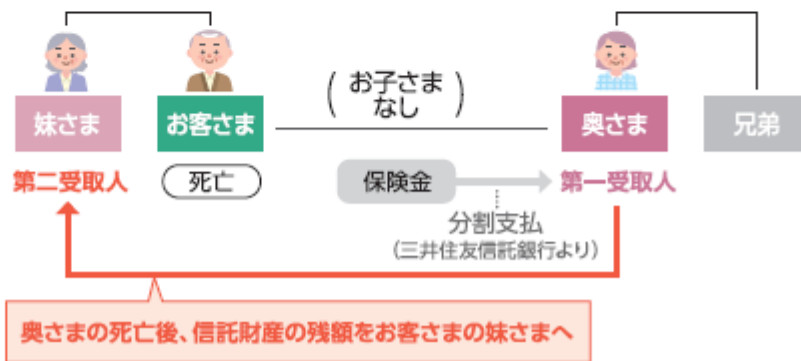 ( お子さま
なし )
妹さま
お客さま
奥さま
兄弟
第二受取人
死亡
保険金
第一受取人
分割支払
(三井住友信託銀行より)
奥さまの死亡後、信託財産の残額をお客さまの妹さまへ